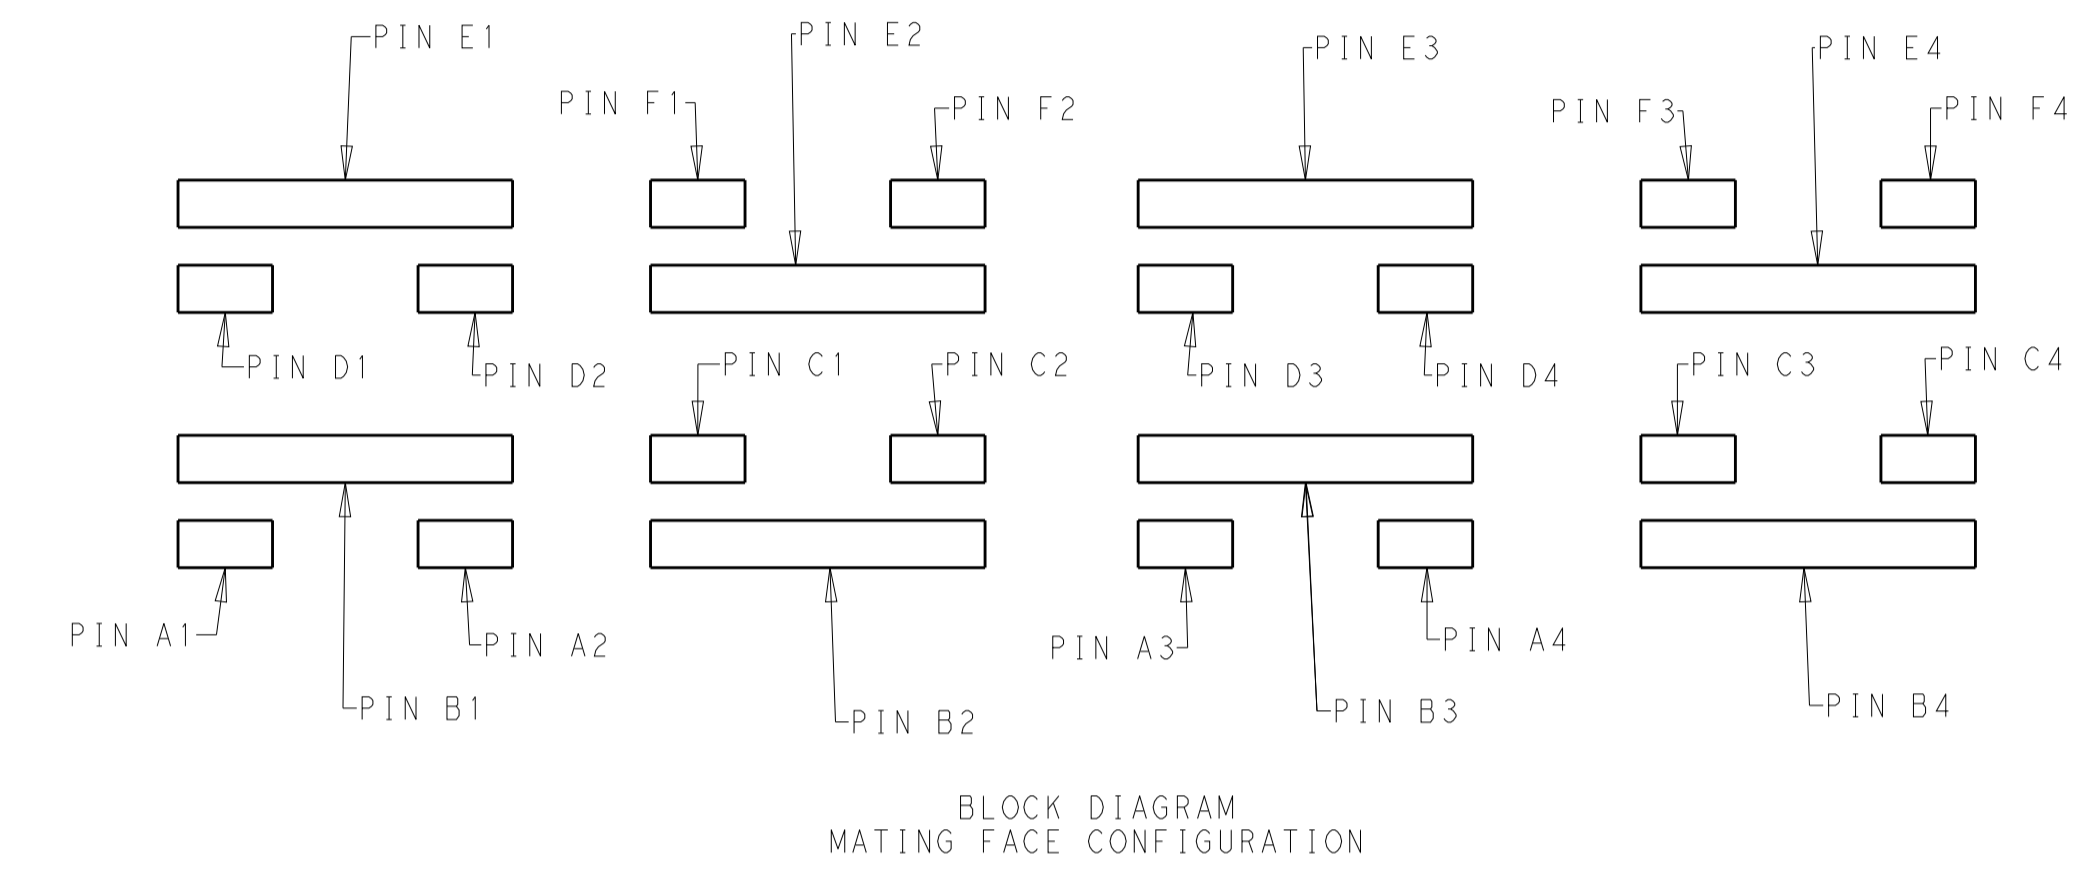 PIN E1
PIN E2
PIN E3
PIN E4
PIN F1
PIN F2
PIN F3
PIN F4
PIN D1
PIN D2
PIN C1
PIN C2
PIN D3
PIN D4
PIN C3
PIN C4
PIN A1
PIN A2
PIN A3
PIN A4
PIN B1
PIN B2
PIN B3
PIN B4
BLOCK DIAGRAM
MATING FACE CONFIGURATION